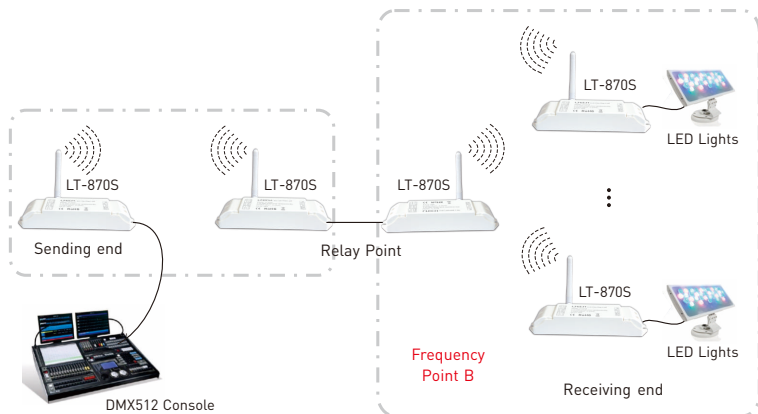 LT-870S
LED Lights
LT-870S
LT-870S
LT-870S
Sending end
Relay Point
LT-870S
LED Lights
Frequency
Point B
Receiving end
DMX512 Console